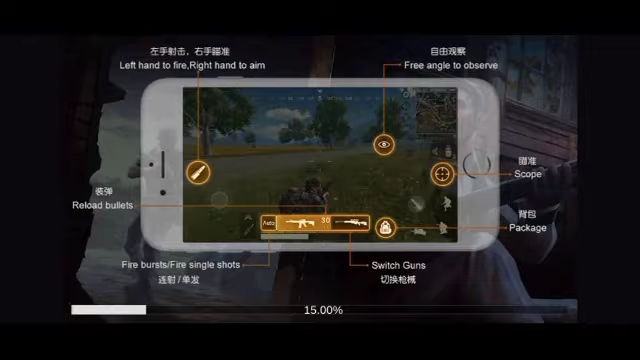 左手射击，右手瞄准
Left hand to fire,Right hand to aim
自由观察
Free angle to observe
瞄准
Scope
装弹
Reload bullets
背包
Package
30
Auto
Fire bursts/Fire single shots
连射 / 单发
Switch Guns
切换枪械
15.00%